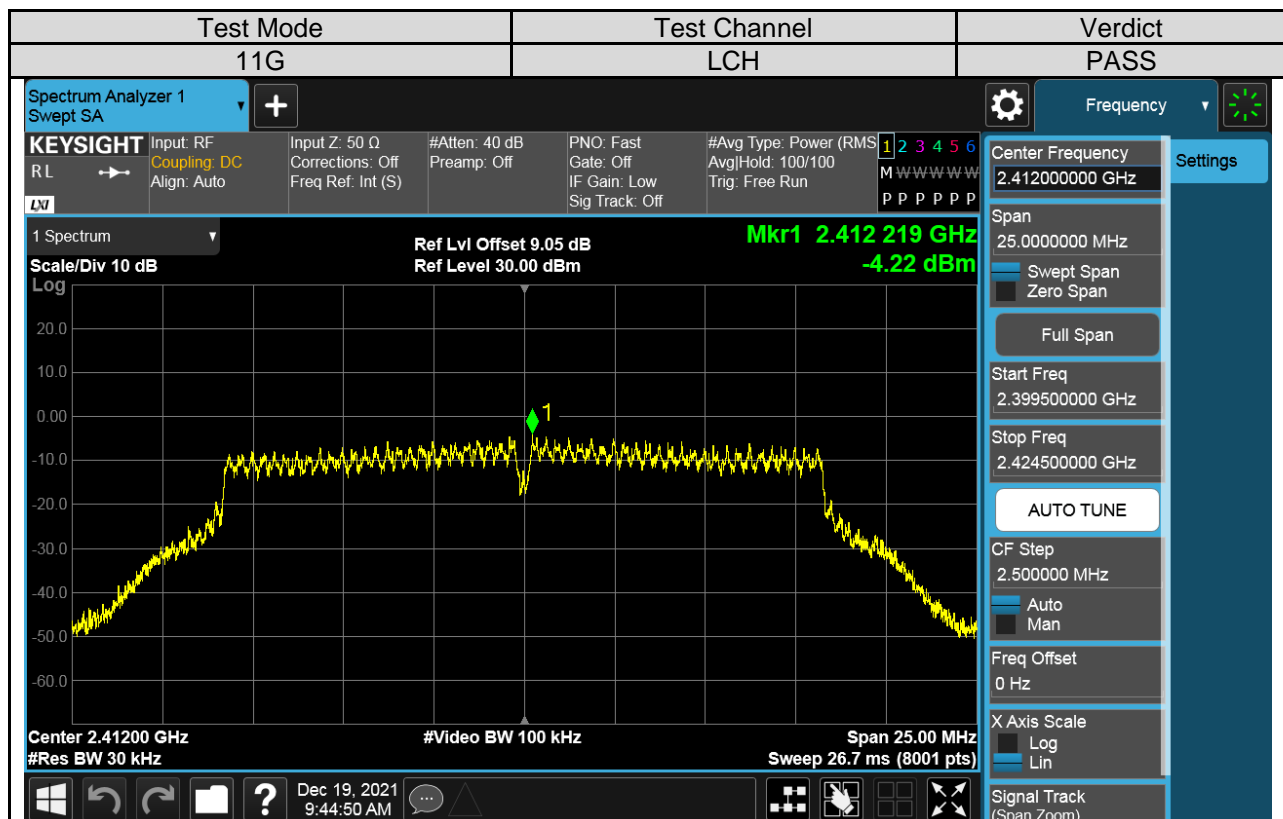 Test Mode Test Channel Verdict
11G LCH PASS
Spectrum Analyzer 1
Swept SA
Frequency
KEYSIGHT
RL
LXI
Input: RF
Coupling: DC
Align: Auto
Input Z: 50 Ω
Corrections: Off
Freq Ref: Int (S)
#Atten: 40 dB
Preamp: Off
PNO: Fast
Gate: Off
IF Gain: Low
Sig Track: Off
#Avg Type: Power (RMS
Avg|Hold: 100/100
Trig: Free Run
1 2 3 4 5 6
M W W W W W
P P P P P P
1 Spectrum
Scale/Div 10 dB
Ref Lvl Offset 9.05 dB
Ref Level 30.00 dBm
Mkr1 2.412 219 GHz
-4.22 dBm
Log
20.0
10.0
0.00
-10.0
-20.0
-30.0
-40.0
-50.0
-60.0
1
Center 2.41200 GHz
#Res BW 30 kHz
#Video BW 100 kHz
Span 25.00 MHz
Sweep 26.7 ms (8001 pts)
Dec 19, 2021
9:44:50 AM
Center Frequency
2.412000000 GHz
Settings
Span
25.0000000 MHz
Swept Span
Zero Span
Full Span
Start Freq
2.399500000 GHz
Stop Freq
2.424500000 GHz
AUTO TUNE
CF Step
2.500000 MHz
Auto
Man
Freq Offset
0 Hz
X Axis Scale
Log
Lin
Signal Track
(Span Zoom)